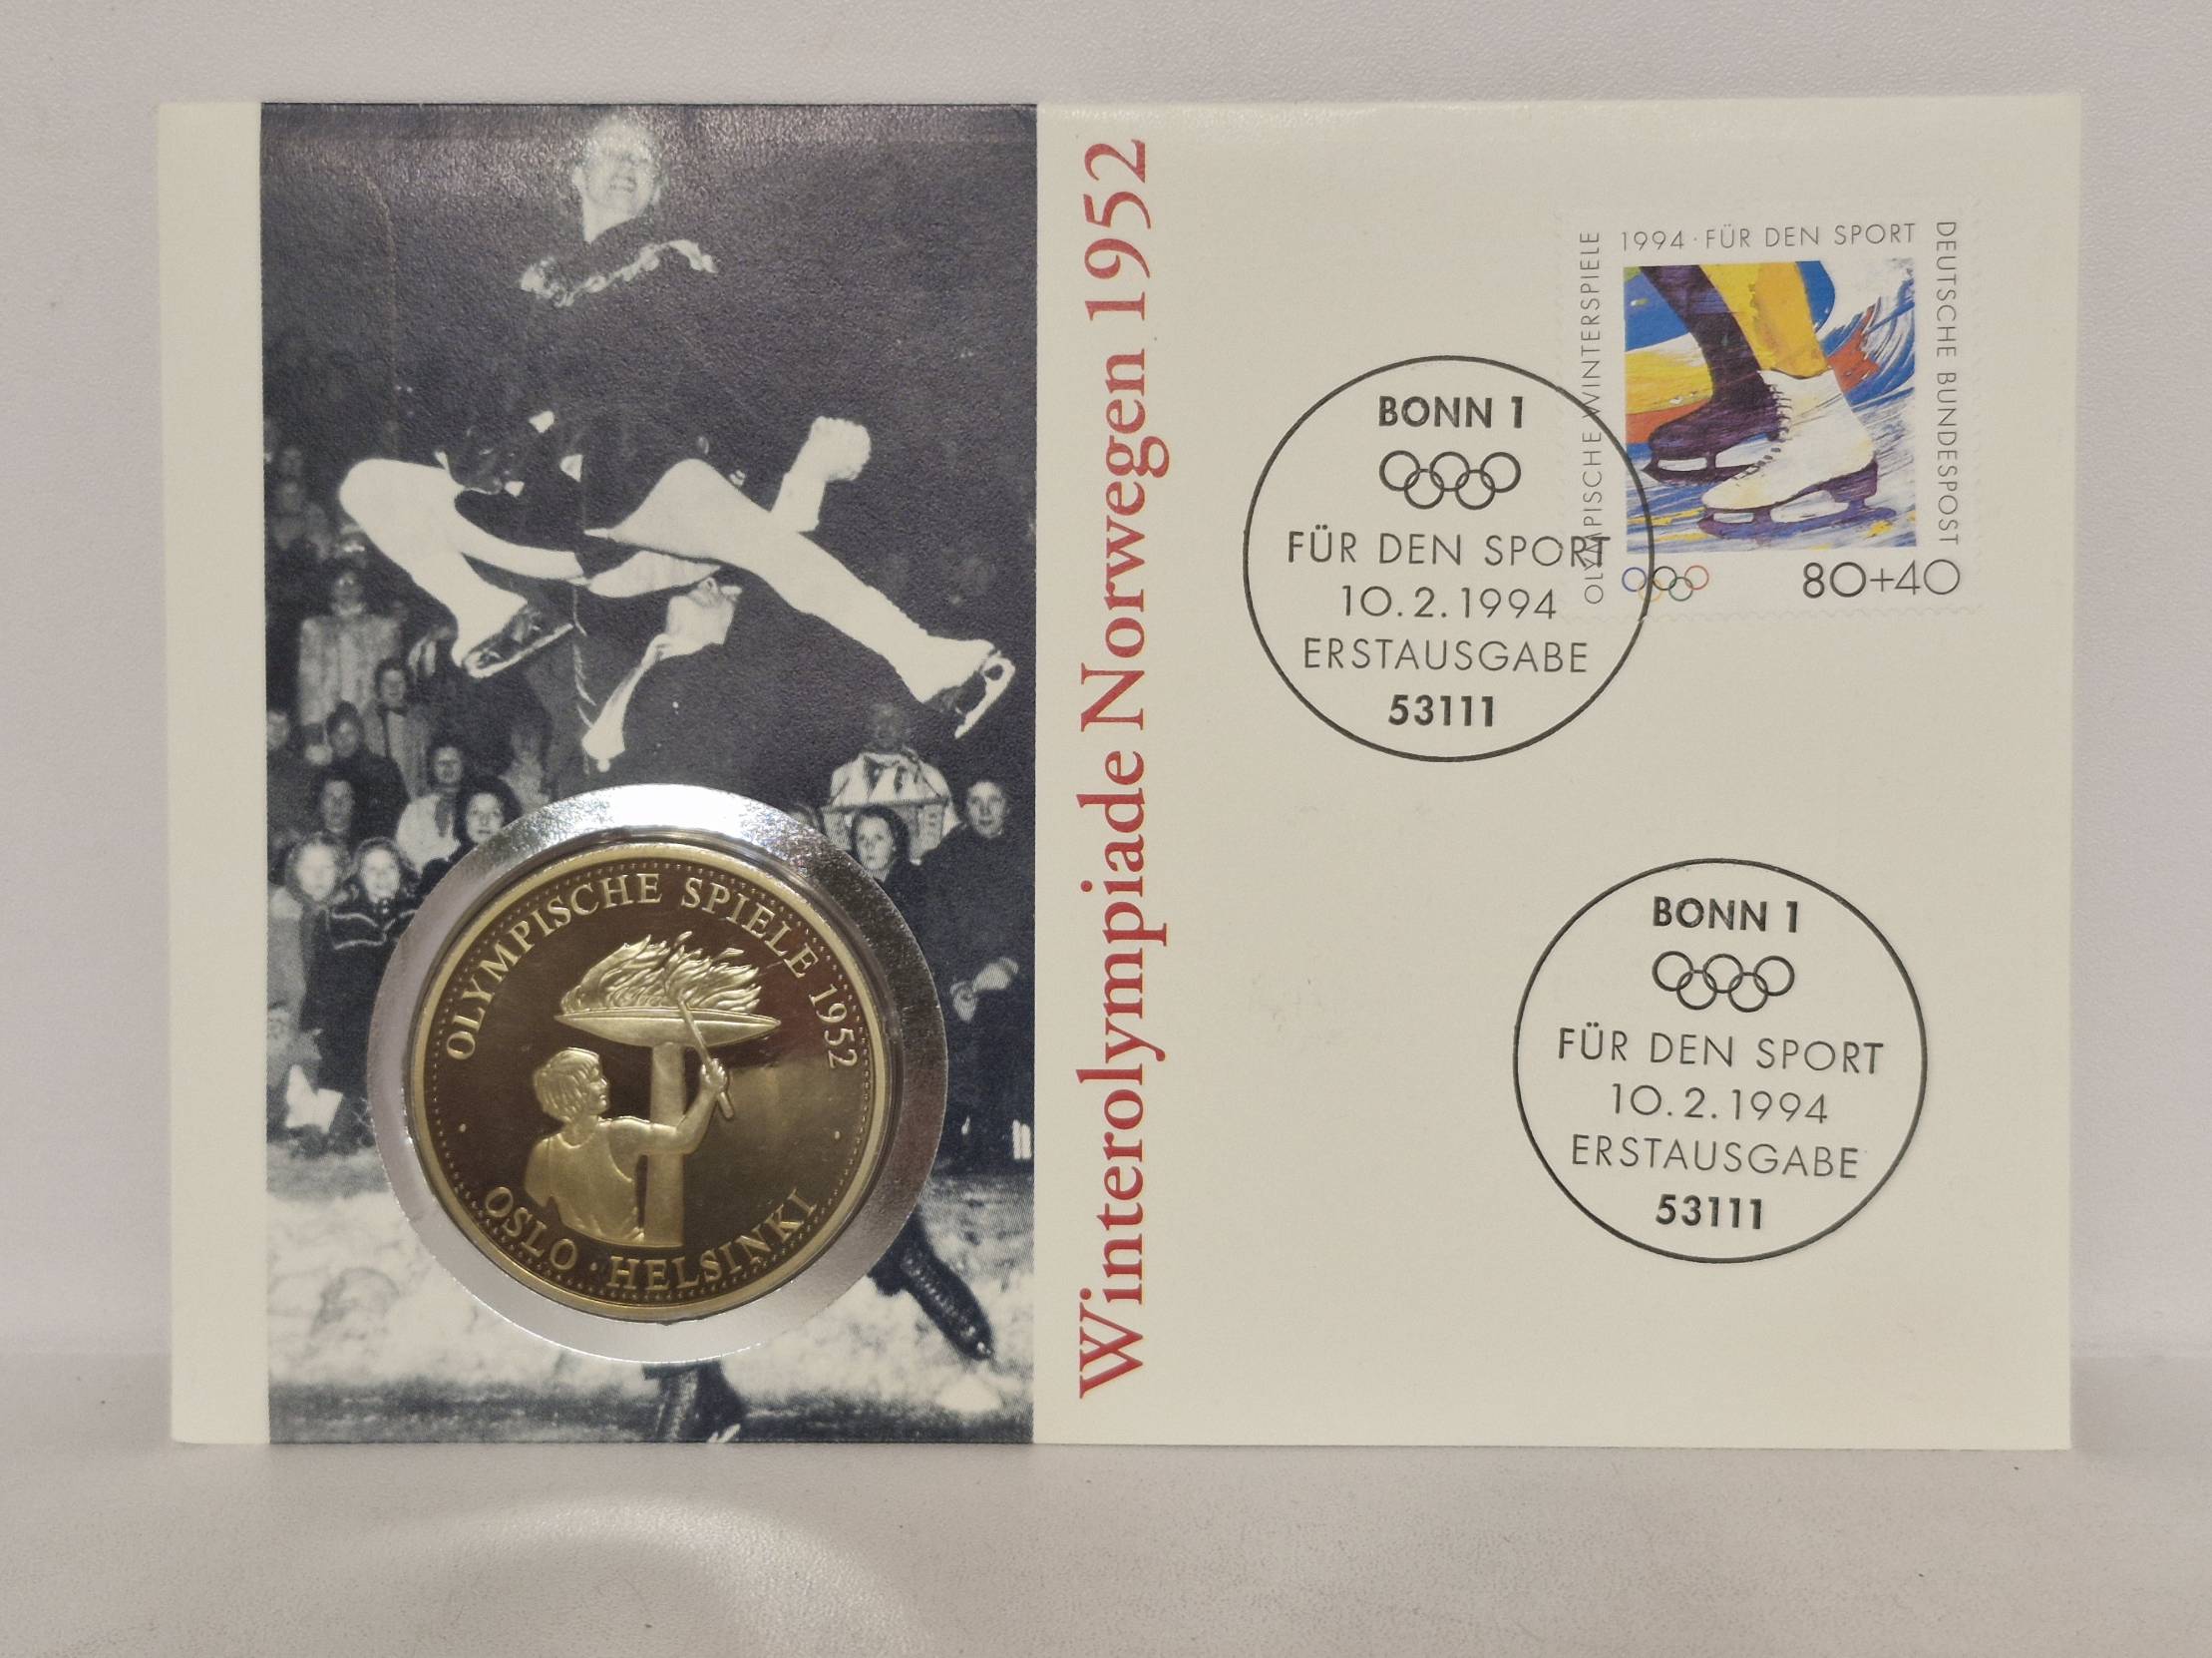 Winterolympiade Norwegen 1952
OLYMPISCHE SPIELE 1952
OSLO · HELSINKI
1994 · FÜR DEN SPORT
OLYMPISCHE WINTERSPIELE
DEUTSCHE BUNDESPOST
80+40
BONN 1
FÜR DEN SPORT
10.2.1994
ERSTAUSGABE
53111
BONN 1
FÜR DEN SPORT
10.2.1994
ERSTAUSGABE
53111